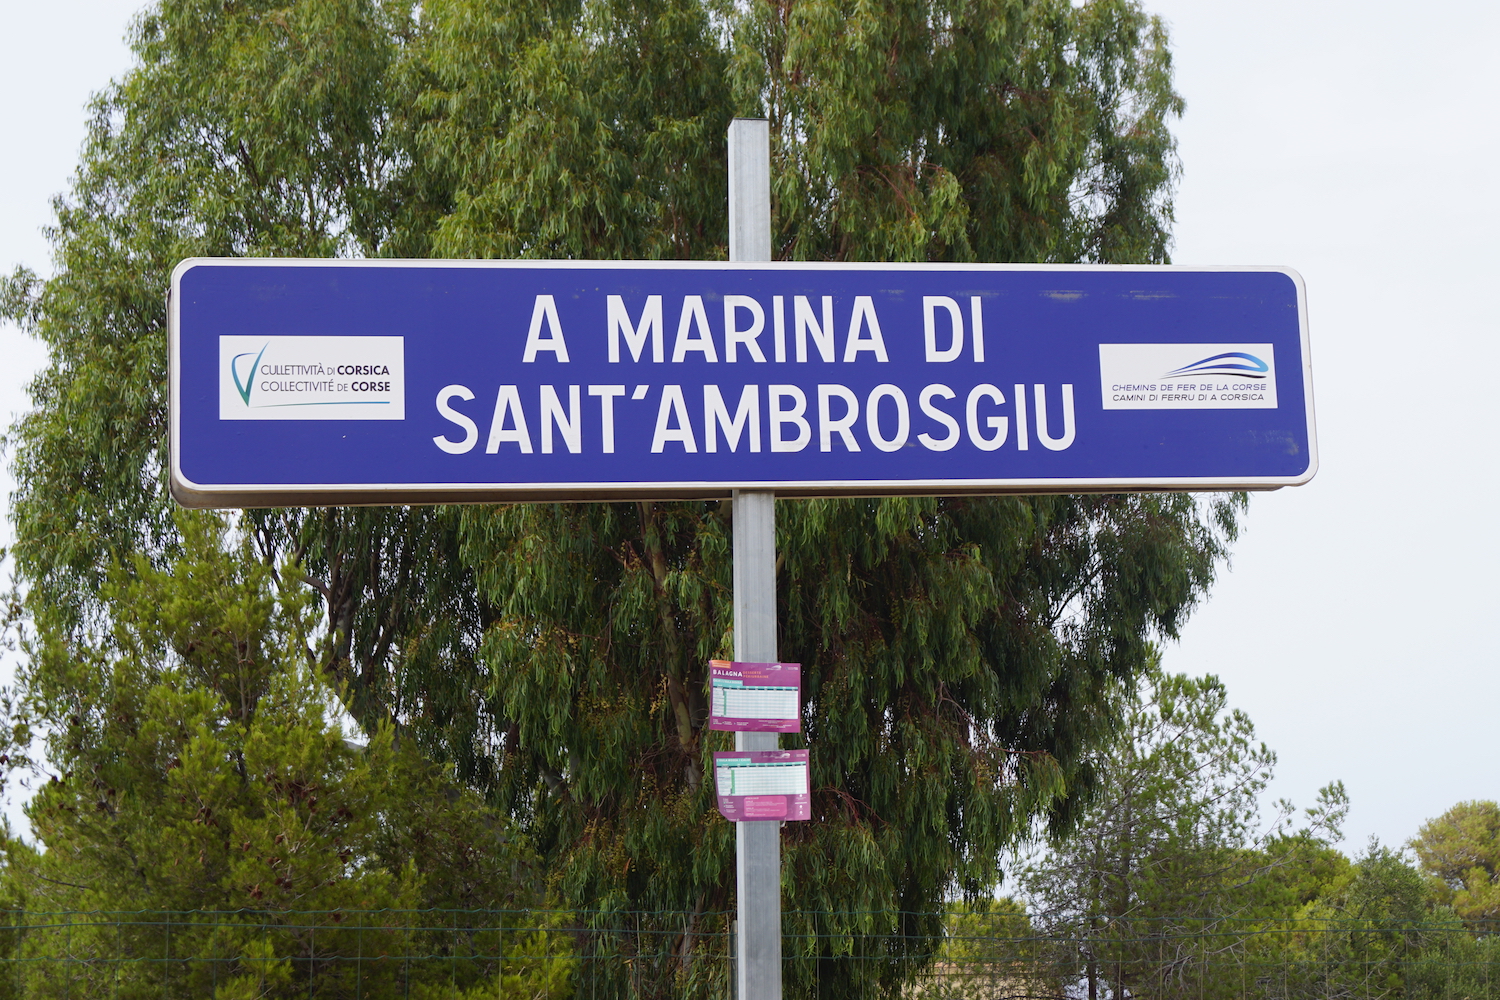 A MARINA DI
SANT'AMBROSGIU
CULLETTIVITÀ DI CORSICA
COLLECTIVITÉ DE CORSE
CHEMINS DE FER DE LA CORSE
CAMINI DI FERRU DI A CORSICA
BALAGNA